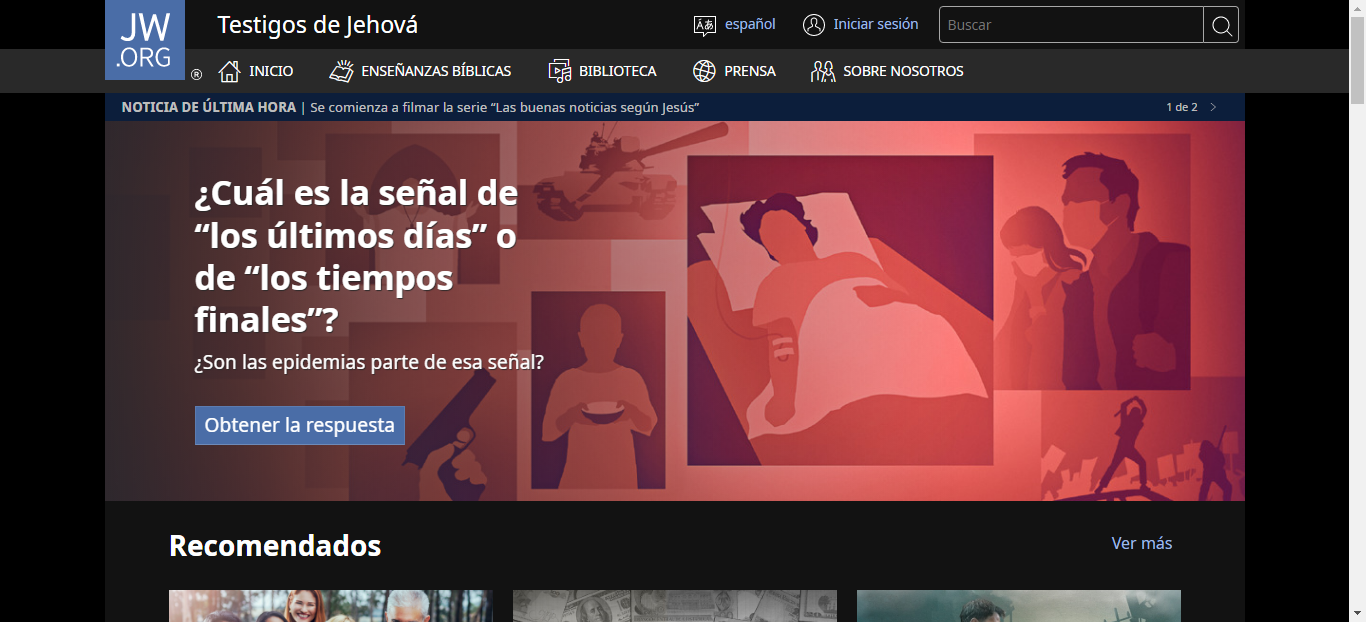 JW
.ORG
®
Testigos de Jehová
español
Iniciar sesión
Buscar
INICIO
ENSEÑANZAS BÍBLICAS
BIBLIOTECA
PRENSA
SOBRE NOSOTROS
NOTICIA DE ÚLTIMA HORA | Se comienza a filmar la serie “Las buenas noticias según Jesús”
1 de 2
¿Cuál es la señal de
“los últimos días” o
de “los tiempos
finales”?
¿Son las epidemias parte de esa señal?
Obtener la respuesta
Recomendados
Ver más